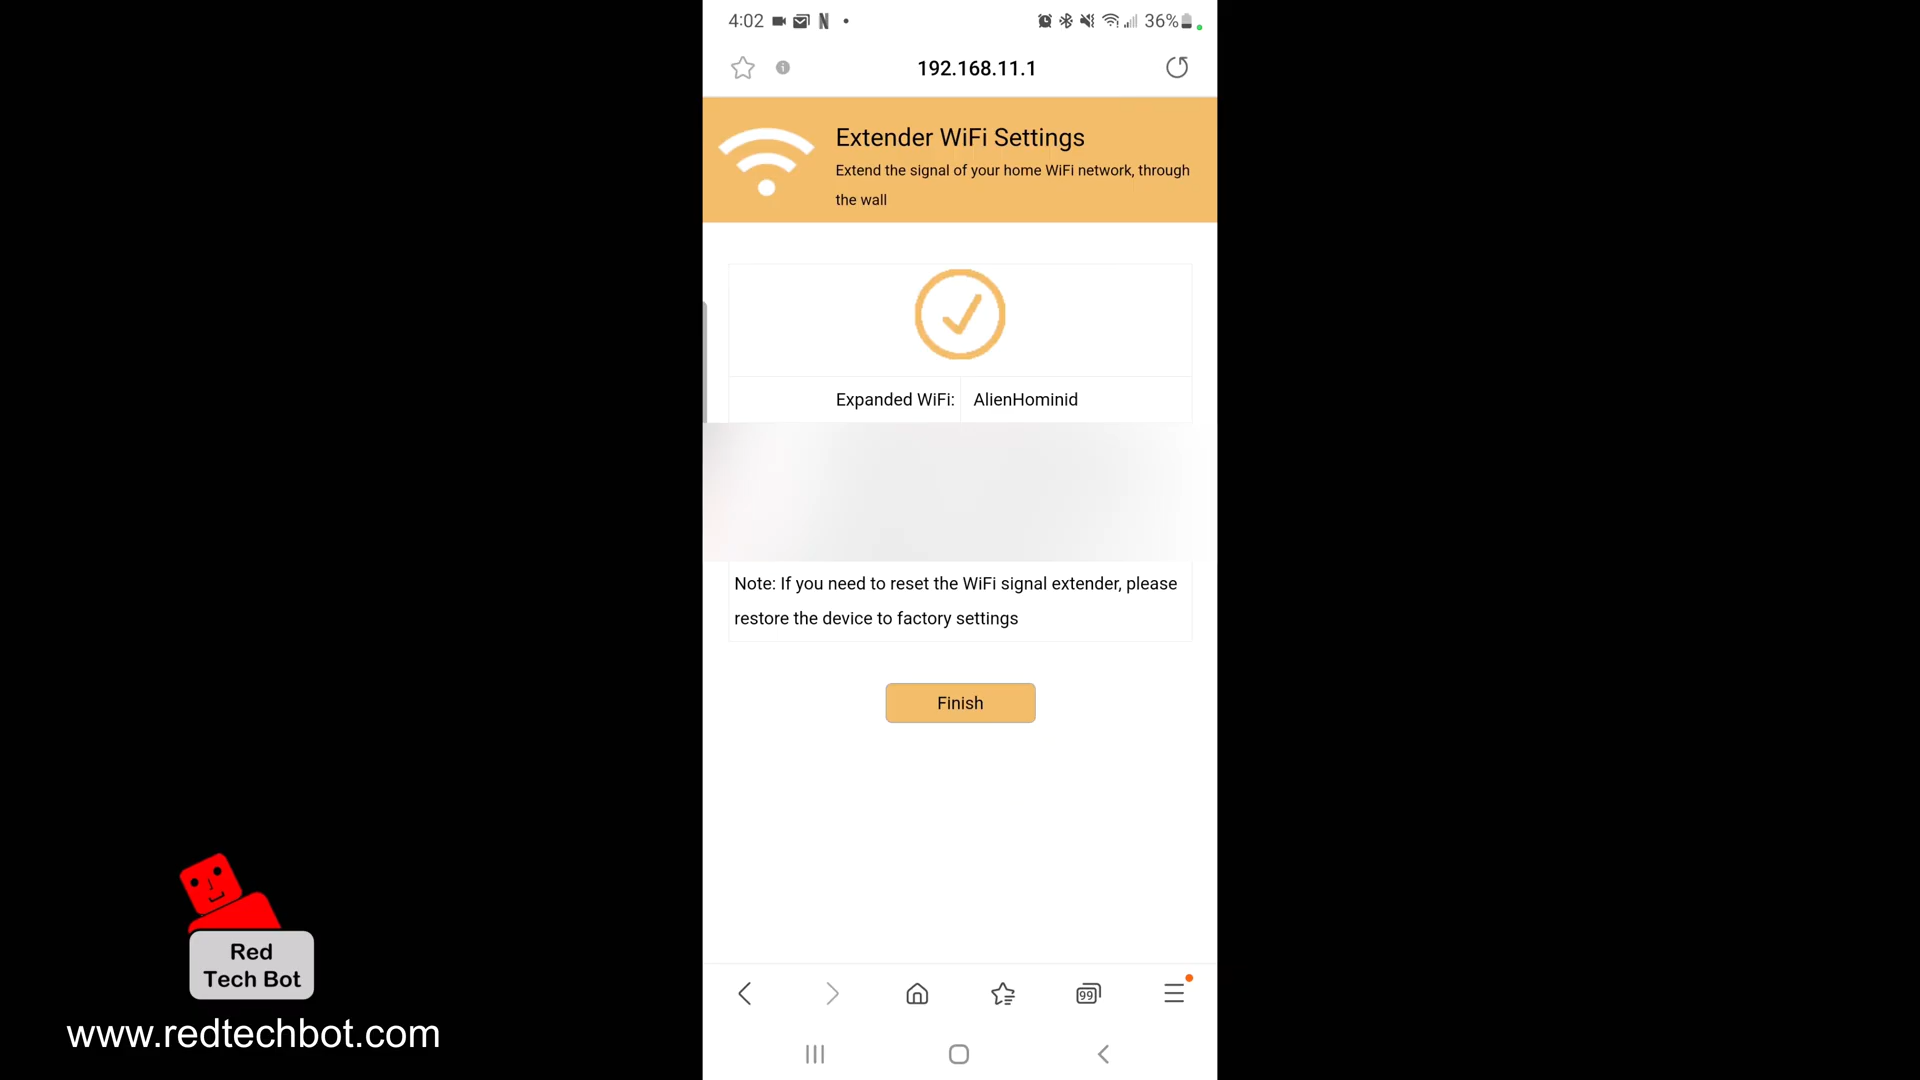 4:02
36%
192.168.11.1
Extender WiFi Settings
Extend the signal of your home WiFi network, through
the wall
Expanded WiFi: AlienHominid
Note: If you need to reset the WiFi signal extender, please
restore the device to factory settings
Finish
99
Red
Tech Bot
www.redtechbot.com